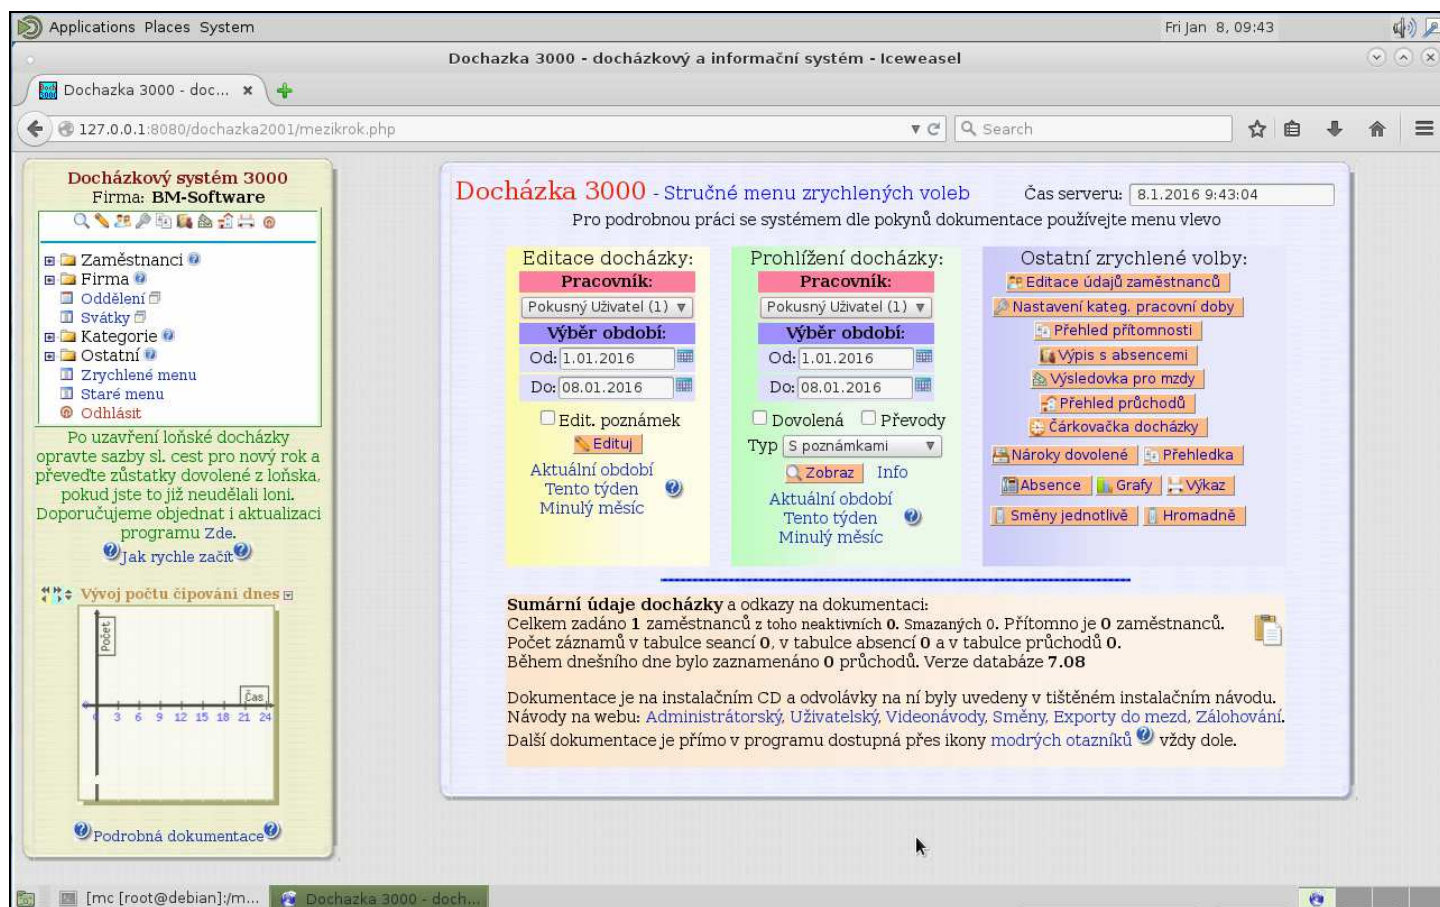 Applications Places System
Fri Jan 8, 09:43
Dochazka 3000 - docházkový a informační systém - Iceweasel
Dochazka 3000 - doc...
127.0.0.1:8080/dochazka2001/mezikrok.php
Search
Docházkový systém 3000
Firma: BM-Software
Zaměstnanci
Firma
Oddělení
Svátky
Kategorie
Ostatní
Zrychlené menu
Staré menu
Odhlásit
Po uzavření loňské docházky
opravte sazby sl. cest pro nový rok a
převeďte zůstatky dovolené z loňska,
pokud jste to již neudělali loni.
Doporučujeme objednat i aktualizaci
programu Zde.
Jak rychle začít
Vývoj počtu čipování dnes
Počet
Čas
0 3 6 9 12 15 18 21 24
Podrobná dokumentace
Docházka 3000 - Stručné menu zrychlených voleb
Čas serveru: 8.1.2016 9:43:04
Pro podrobnou práci se systémem dle pokynů dokumentace používejte menu vlevo
Editace docházky:
Pracovník:
Pokusný Uživatel (1)
Výběr období:
Od: 1.01.2016
Do: 08.01.2016
Edit. poznámek
Edituj
Aktuální období
Tento týden
Minulý měsíc
Prohlížení docházky:
Pracovník:
Pokusný Uživatel (1)
Výběr období:
Od: 1.01.2016
Do: 08.01.2016
Dovolená Převody
Typ S poznámkami
Zobraz Info
Aktuální období
Tento týden
Minulý měsíc
Ostatní zrychlené volby:
Editace údajů zaměstnanců
Nastavení kateg. pracovní doby
Přehled přítomnosti
Výpis s absencemi
Výsledovka pro mzdy
Přehled průchodů
Čárkovačka docházky
Nároky dovolené Přehledka
Absence Grafy Výkaz
Směny jednotlivě Hromadně
Sumární údaje docházky a odkazy na dokumentaci:
Celkem zadáno 1 zaměstnanců z toho neaktivních 0. Smazaných 0. Přítomno je 0 zaměstnanců.
Počet záznamů v tabulce seancí 0, v tabulce absencí 0 a v tabulce průchodů 0.
Během dnešního dne bylo zaznamenáno 0 průchodů. Verze databáze 7.08
Dokumentace je na instalačním CD a odvolávky na ní byly uvedeny v tištěném instalačním návodu.
Návody na webu: Administrátorský, Uživatelský, Videonávody, Směny, Exporty do mezd, Zálohování.
Další dokumentace je přímo v programu dostupná přes ikony modrých otazníků vždy dole.
[mc [root@debian]:/m...
Dochazka 3000 - doch...